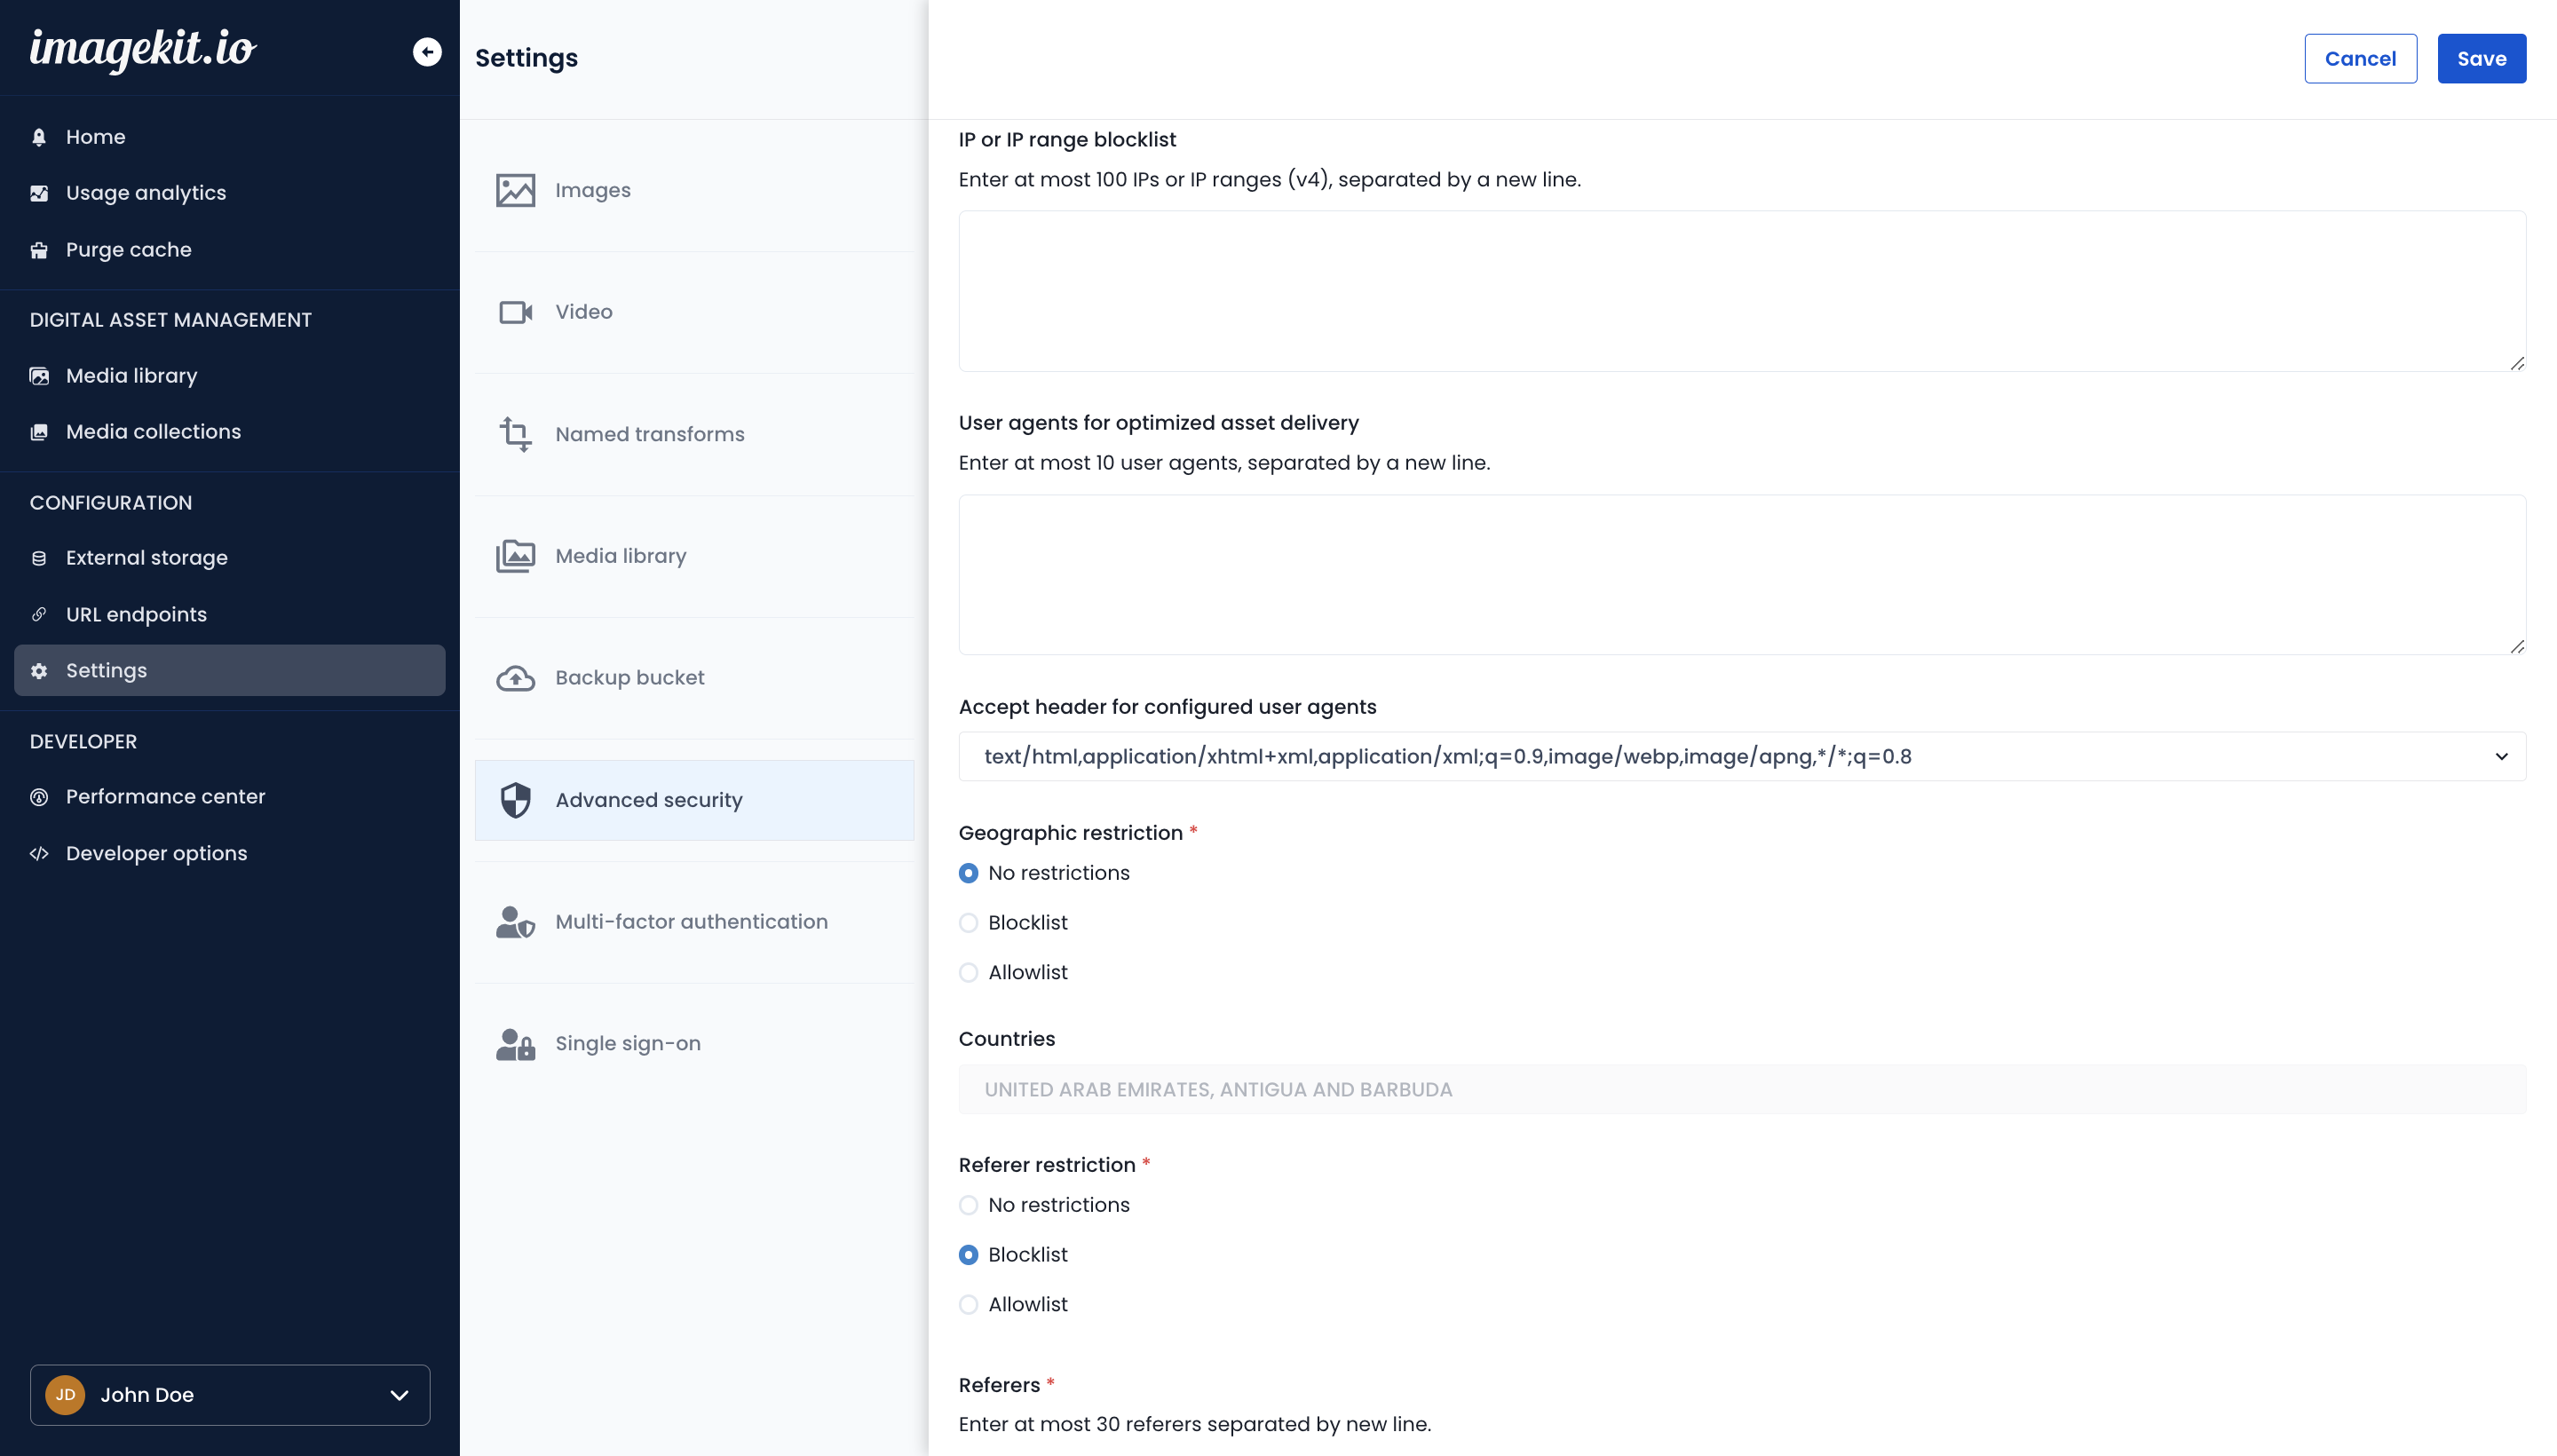 imagekit.io
Home
Usage analytics
Purge cache
DIGITAL ASSET MANAGEMENT
Media library
Media collections
CONFIGURATION
External storage
URL endpoints
Settings
DEVELOPER
Performance center
Developer options
JD John Doe
Settings
Images
Video
Named transforms
Media library
Backup bucket
Advanced security
Multi-factor authentication
Single sign-on
Cancel Save
IP or IP range blocklist
Enter at most 100 IPs or IP ranges (v4), separated by a new line.
User agents for optimized asset delivery
Enter at most 10 user agents, separated by a new line.
Accept header for configured user agents
text/html,application/xhtml+xml,application/xml;q=0.9,image/webp,image/apng,*/*;q=0.8
Geographic restriction *
No restrictions
Blocklist
Allowlist
Countries
UNITED ARAB EMIRATES, ANTIGUA AND BARBUDA
Referer restriction *
No restrictions
Blocklist
Allowlist
Referers *
Enter at most 30 referers separated by new line.